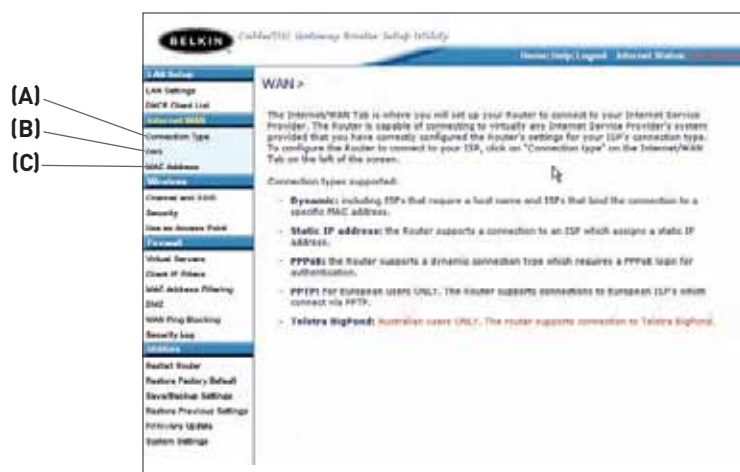 BELKIN Cable/DSL Gateway Router Setup Utility
Home|Help|Logout Internet Status:
LAN Setup
LAN Settings
DHCP Client List
Internet WAN
(A) Connection Type
(B) DNS
(C) MAC Address
Wireless
Channel and SSID
Security
Use as Access Point
Firewall
Virtual Servers
Client IP Filters
MAC Address Filtering
DMZ
WAN Ping Blocking
Security Log
Utilities
Restart Router
Restore Factory Default
Save/Backup Settings
Restore Previous Settings
Firmware Update
System Settings
WAN >
The Internet/WAN Tab is where you will set up your Router to connect to your Internet Service
Provider. The Router is capable of connecting to virtually any Internet Service Provider's system
provided that you have correctly configured the Router's settings for your ISP's connection type.
To configure the Router to connect to your ISP, click on "Connection type" on the Internet/WAN
Tab on the left of the screen.
Connection types supported:
- Dynamic: including ISPs that require a host name and ISPs that bind the connection to a
specific MAC address.
- Static IP address: the Router supports a connection to an ISP which assigns a static IP
address.
- PPPoE: the Router supports a dynamic connection type which requires a PPPoE login for
authentication.
- PPTP: For European users ONLY. The Router supports connections to European ISP's which
connect via PPTP.
- Telstra BigPond: Australian users ONLY. The router supports connection to Telstra BigPond.